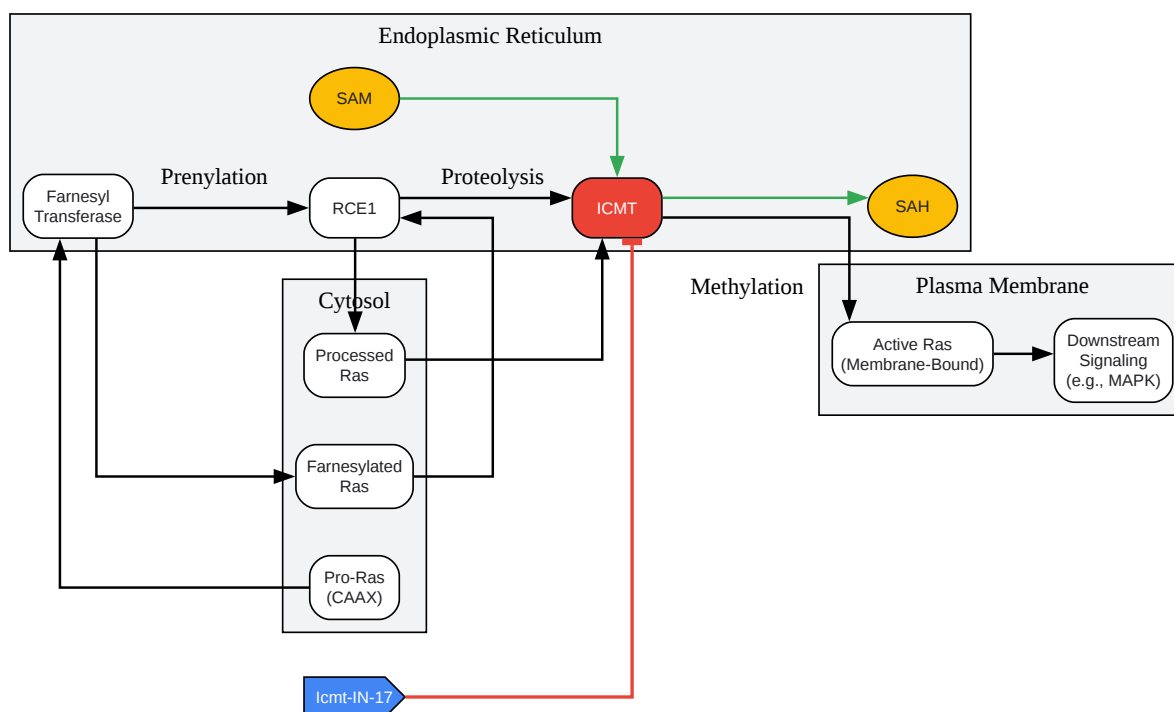 Endoplasmic Reticulum
SAM
Prenylation
Proteolysis
Farnesyl
Transferase
RCE1
ICMT
SAH
Methylation
Plasma Membrane
Cytosol
Processed
Ras
Active Ras
(Membrane-Bound)
Downstream
Signaling
(e.g., MAPK)
Farnesylated
Ras
Pro-Ras
(CAAX)
Icmt-IN-17